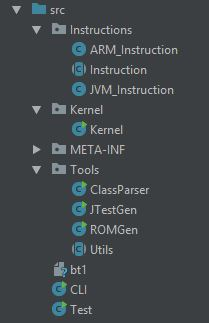 src
Instructions
ARM_Instruction
Instruction
JVM_Instruction
Kernel
Kernel
META-INF
Tools
ClassParser
JTestGen
ROMGen
Utils
bt1
CLI
Test